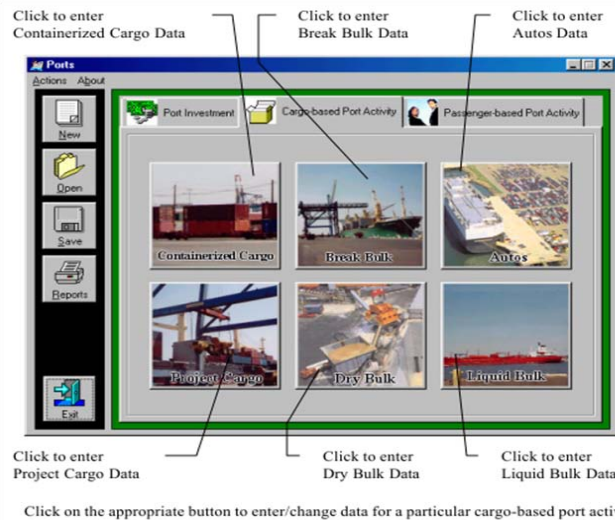 Click to enter
Containerized Cargo Data
Click to enter
Break Bulk Data
Click to enter
Autos Data
Ports
Actions About
New
Open
Save
Reports
Exit
Port Investment
Cargo-based Port Activity
Passenger-based Port Activity
Containerized Cargo
Break Bulk
Autos
Project Cargo
Dry Bulk
Liquid Bulk
Click to enter
Project Cargo Data
Click to enter
Dry Bulk Data
Click to enter
Liquid Bulk Data
Click on the appropriate button to enter/change data for a particular cargo-based port acti